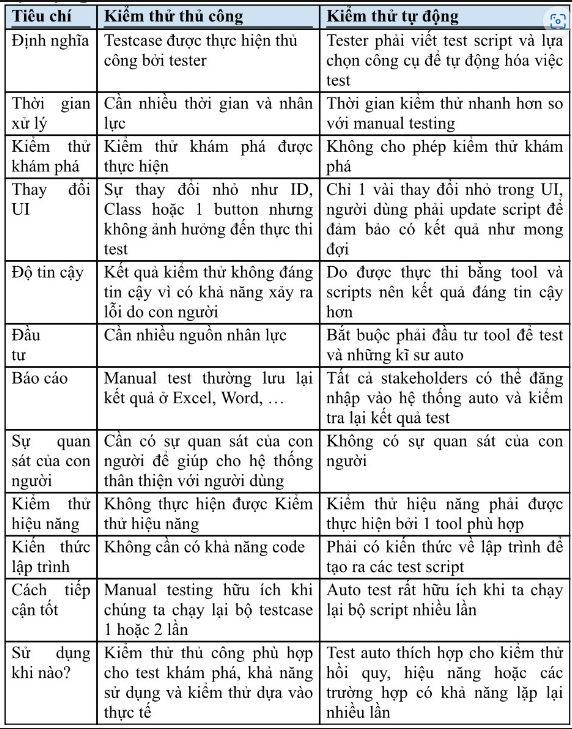 Tiêu chí
Kiểm thử thủ công
Kiểm thử tự động
Định nghĩa
Testcase được thực hiện thủ
công bởi tester
Tester phải viết test script và lựa
chọn công cụ để tự động hóa việc
test
Thời gian
xử lý
Cần nhiều thời gian và nhân
lực
Thời gian kiểm thử nhanh hơn so
với manual testing
Kiểm thử
khám phá
Kiểm thử khám phá được
thực hiện
Không cho phép kiểm thử khám
phá
Thay đổi
UI
Sự thay đổi nhỏ như ID,
Class hoặc 1 button nhưng
không ảnh hưởng đến thực thi
test
Chỉ 1 vài thay đổi nhỏ trong UI,
người dùng phải update script để
đảm bảo có kết quả như mong
đợi
Độ tin cậy
Kết quả kiểm thử không đáng
tin cậy vì có khả năng xảy ra
lỗi do con người
Do được thực thi bằng tool và
scripts nên kết quả đáng tin cậy
hơn
Đầu
tư
Cần nhiều nguồn nhân lực
Bắt buộc phải đầu tư tool để test
và những kĩ sư auto
Báo cáo
Manual test thường lưu lại
kết quả ở Excel, Word, …
Tất cả stakeholders có thể đăng
nhập vào hệ thống auto và kiểm
tra lại kết quả test
Sự quan
sát của con
người
Cần có sự quan sát của con
người để giúp cho hệ thống
thân thiện với người dùng
Không có sự quan sát của con
người
Kiểm thử
hiệu năng
Không thực hiện được Kiểm
thử hiệu năng
Kiểm thử hiệu năng phải được
thực hiện bởi 1 tool phù hợp
Kiến thức
lập trình
Không cần có khả năng code
Phải có kiến thức về lập trình để
tạo ra các test script
Cách tiếp
cận tốt
Manual testing hữu ích khi
chúng ta chạy lại bộ testcase
1 hoặc 2 lần
Auto test rất hữu ích khi ta chạy
lại bộ script nhiều lần
Sử dụng
khi nào?
Kiểm thử thủ công phù hợp
cho test khám phá, khả năng
sử dụng và kiểm thử dựa vào
thực tế
Test auto thích hợp cho kiểm thử
hồi quy, hiệu năng hoặc các
trường hợp có khả năng lặp lại
nhiều lần